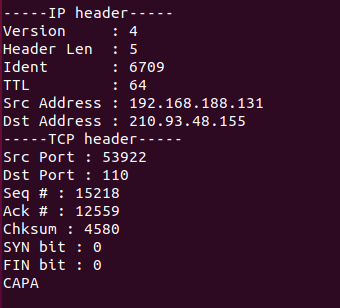 -----IP header-----
Version     : 4
Header Len  : 5
Ident       : 6709
TTL         : 64
Src Address : 192.168.188.131
Dst Address : 210.93.48.155
-----TCP header-----
Src Port : 53922
Dst Port : 110
Seq # : 15218
Ack # : 12559
Chksum : 4580
SYN bit : 0
FIN bit : 0
CAPA